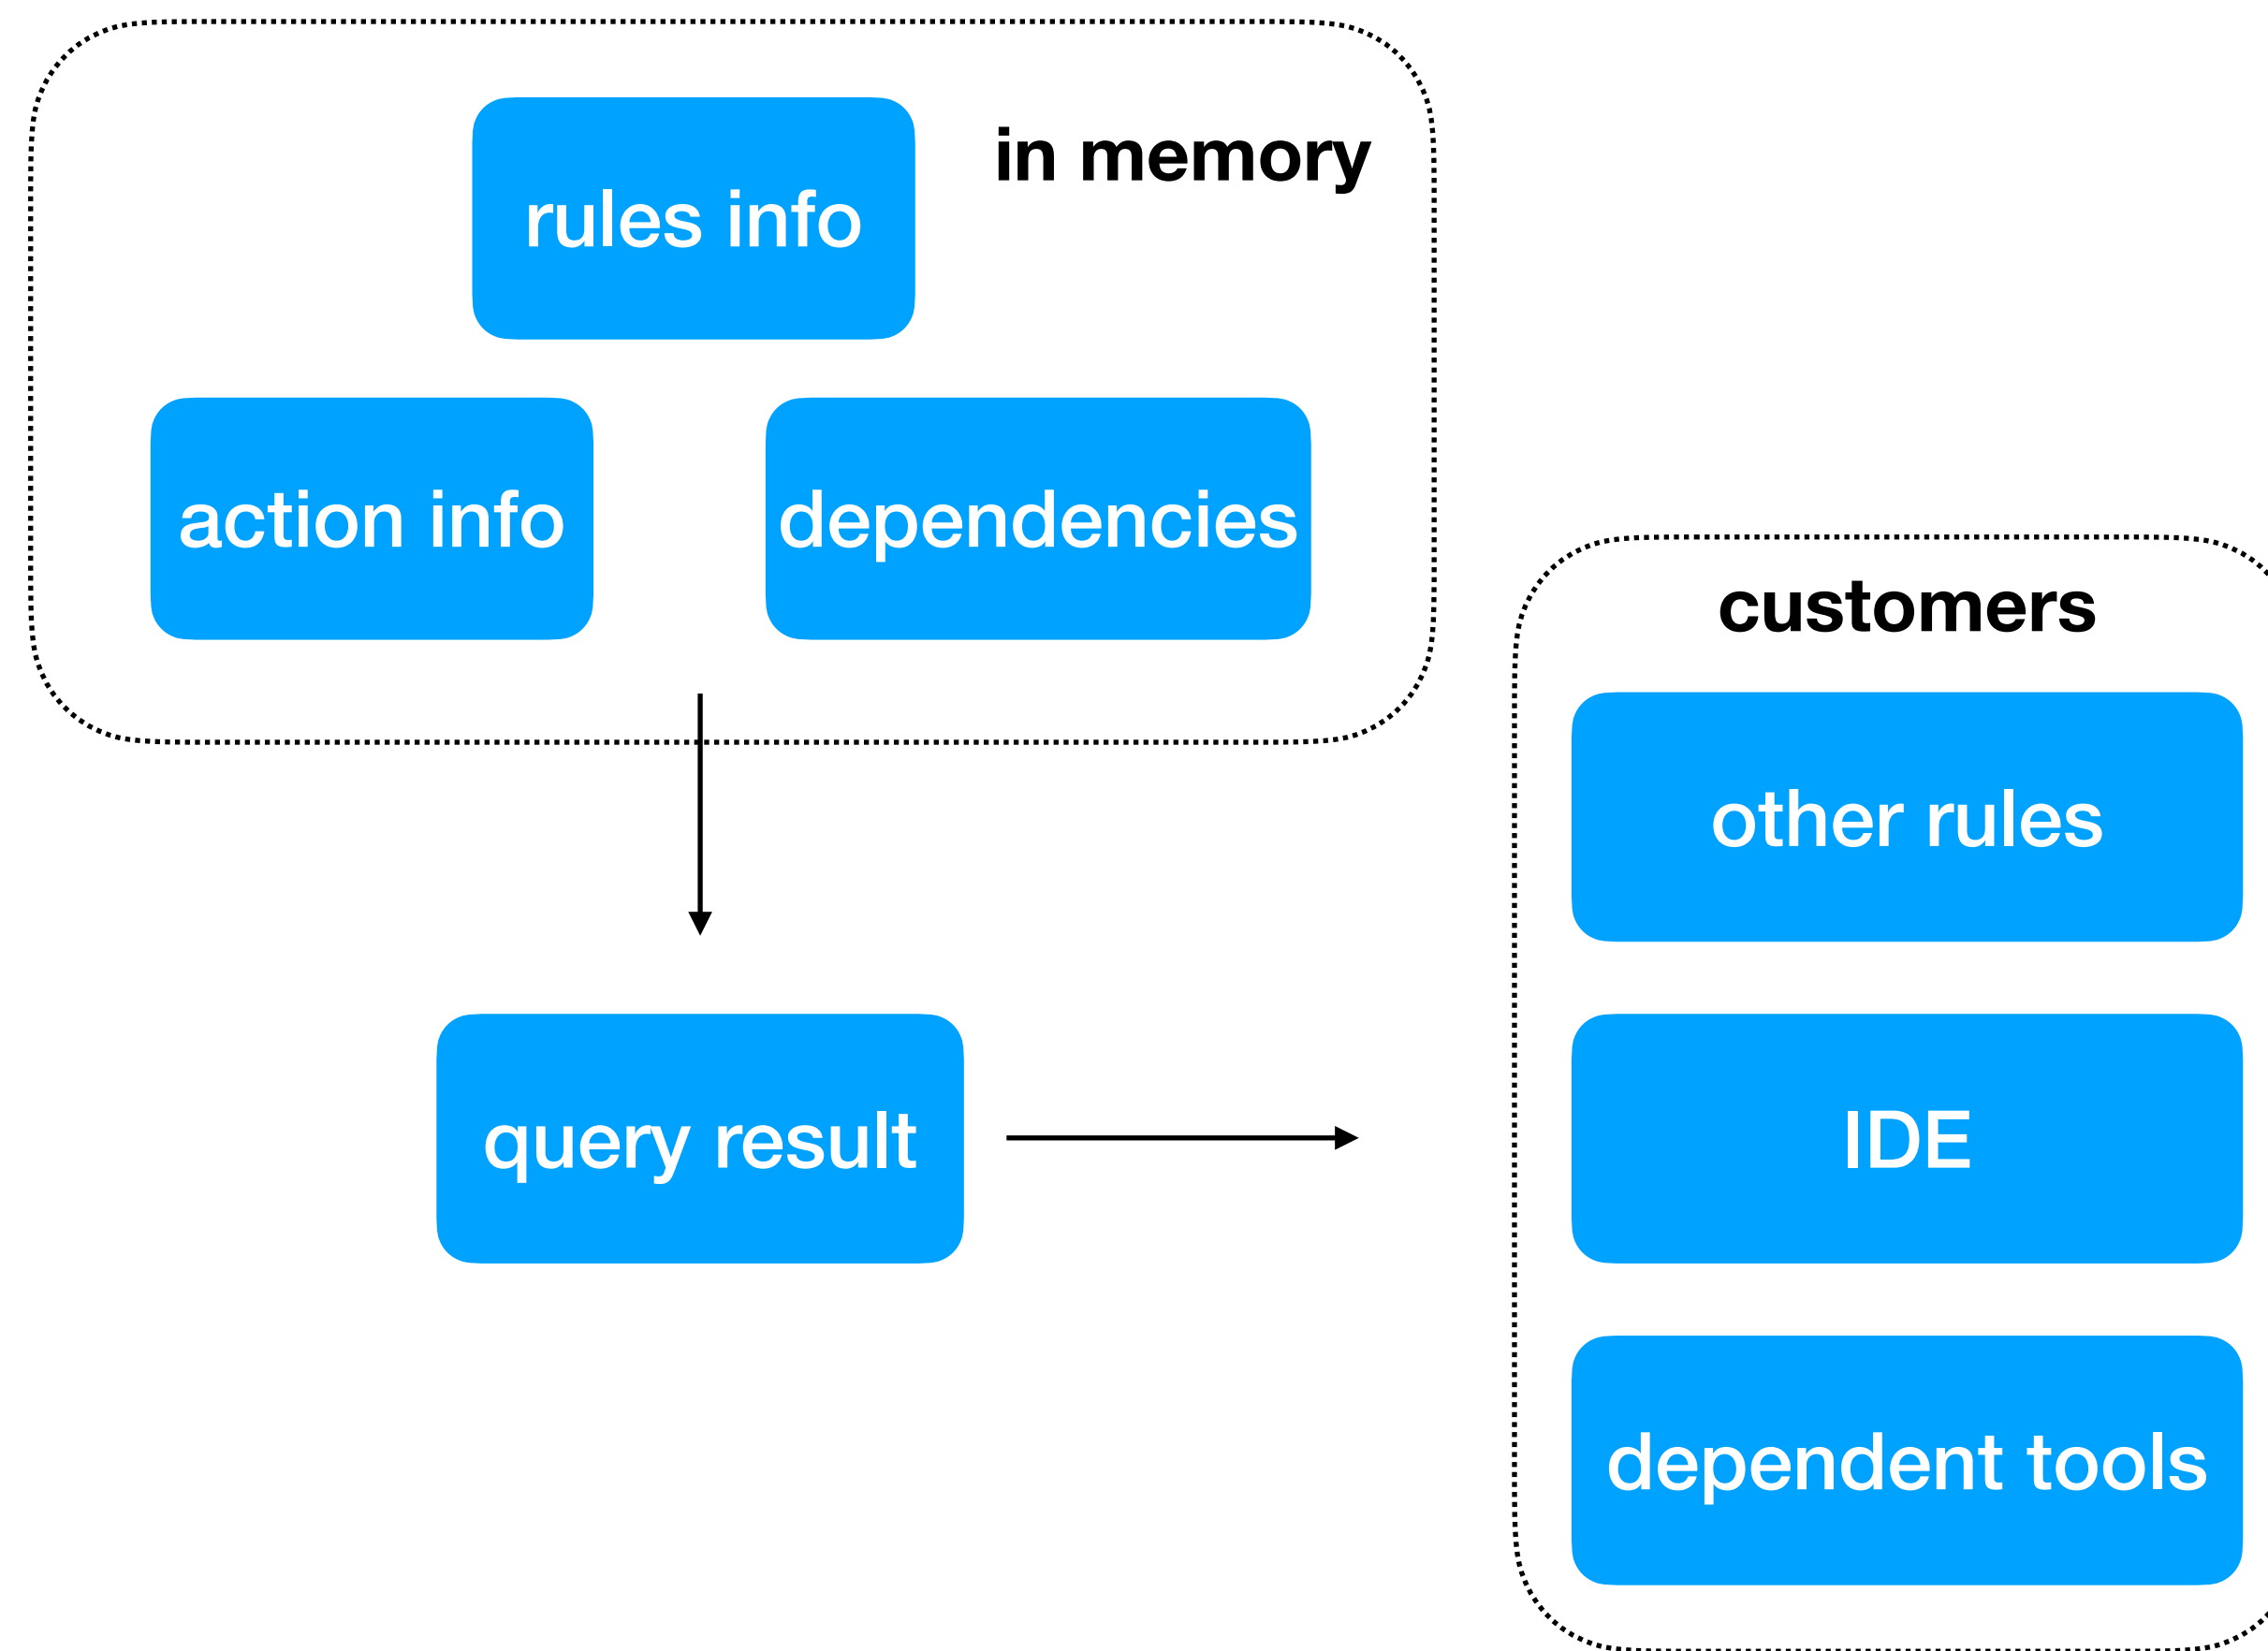 in memory
rules info
action info
dependencies
customers
other rules
query result
IDE
dependent tools